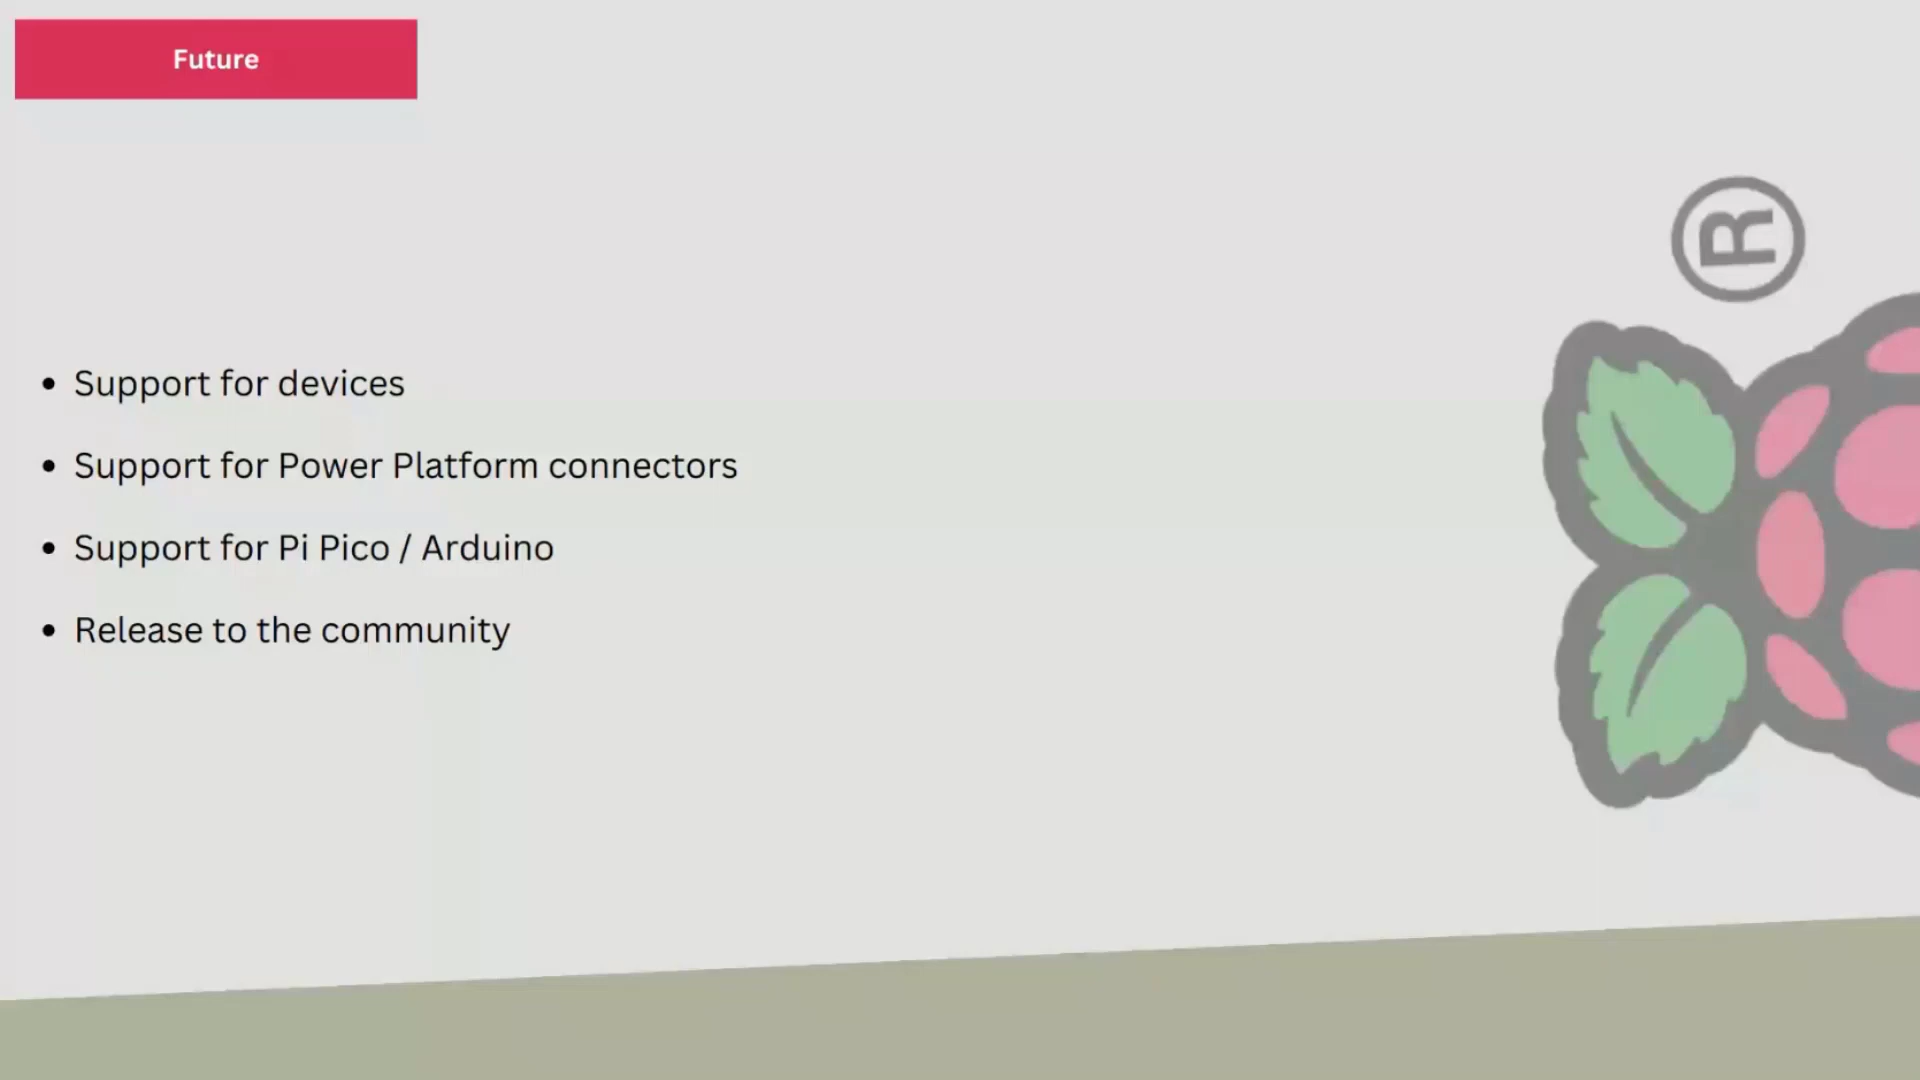 Future
®
• Support for devices
• Support for Power Platform connectors
• Support for Pi Pico / Arduino
• Release to the community